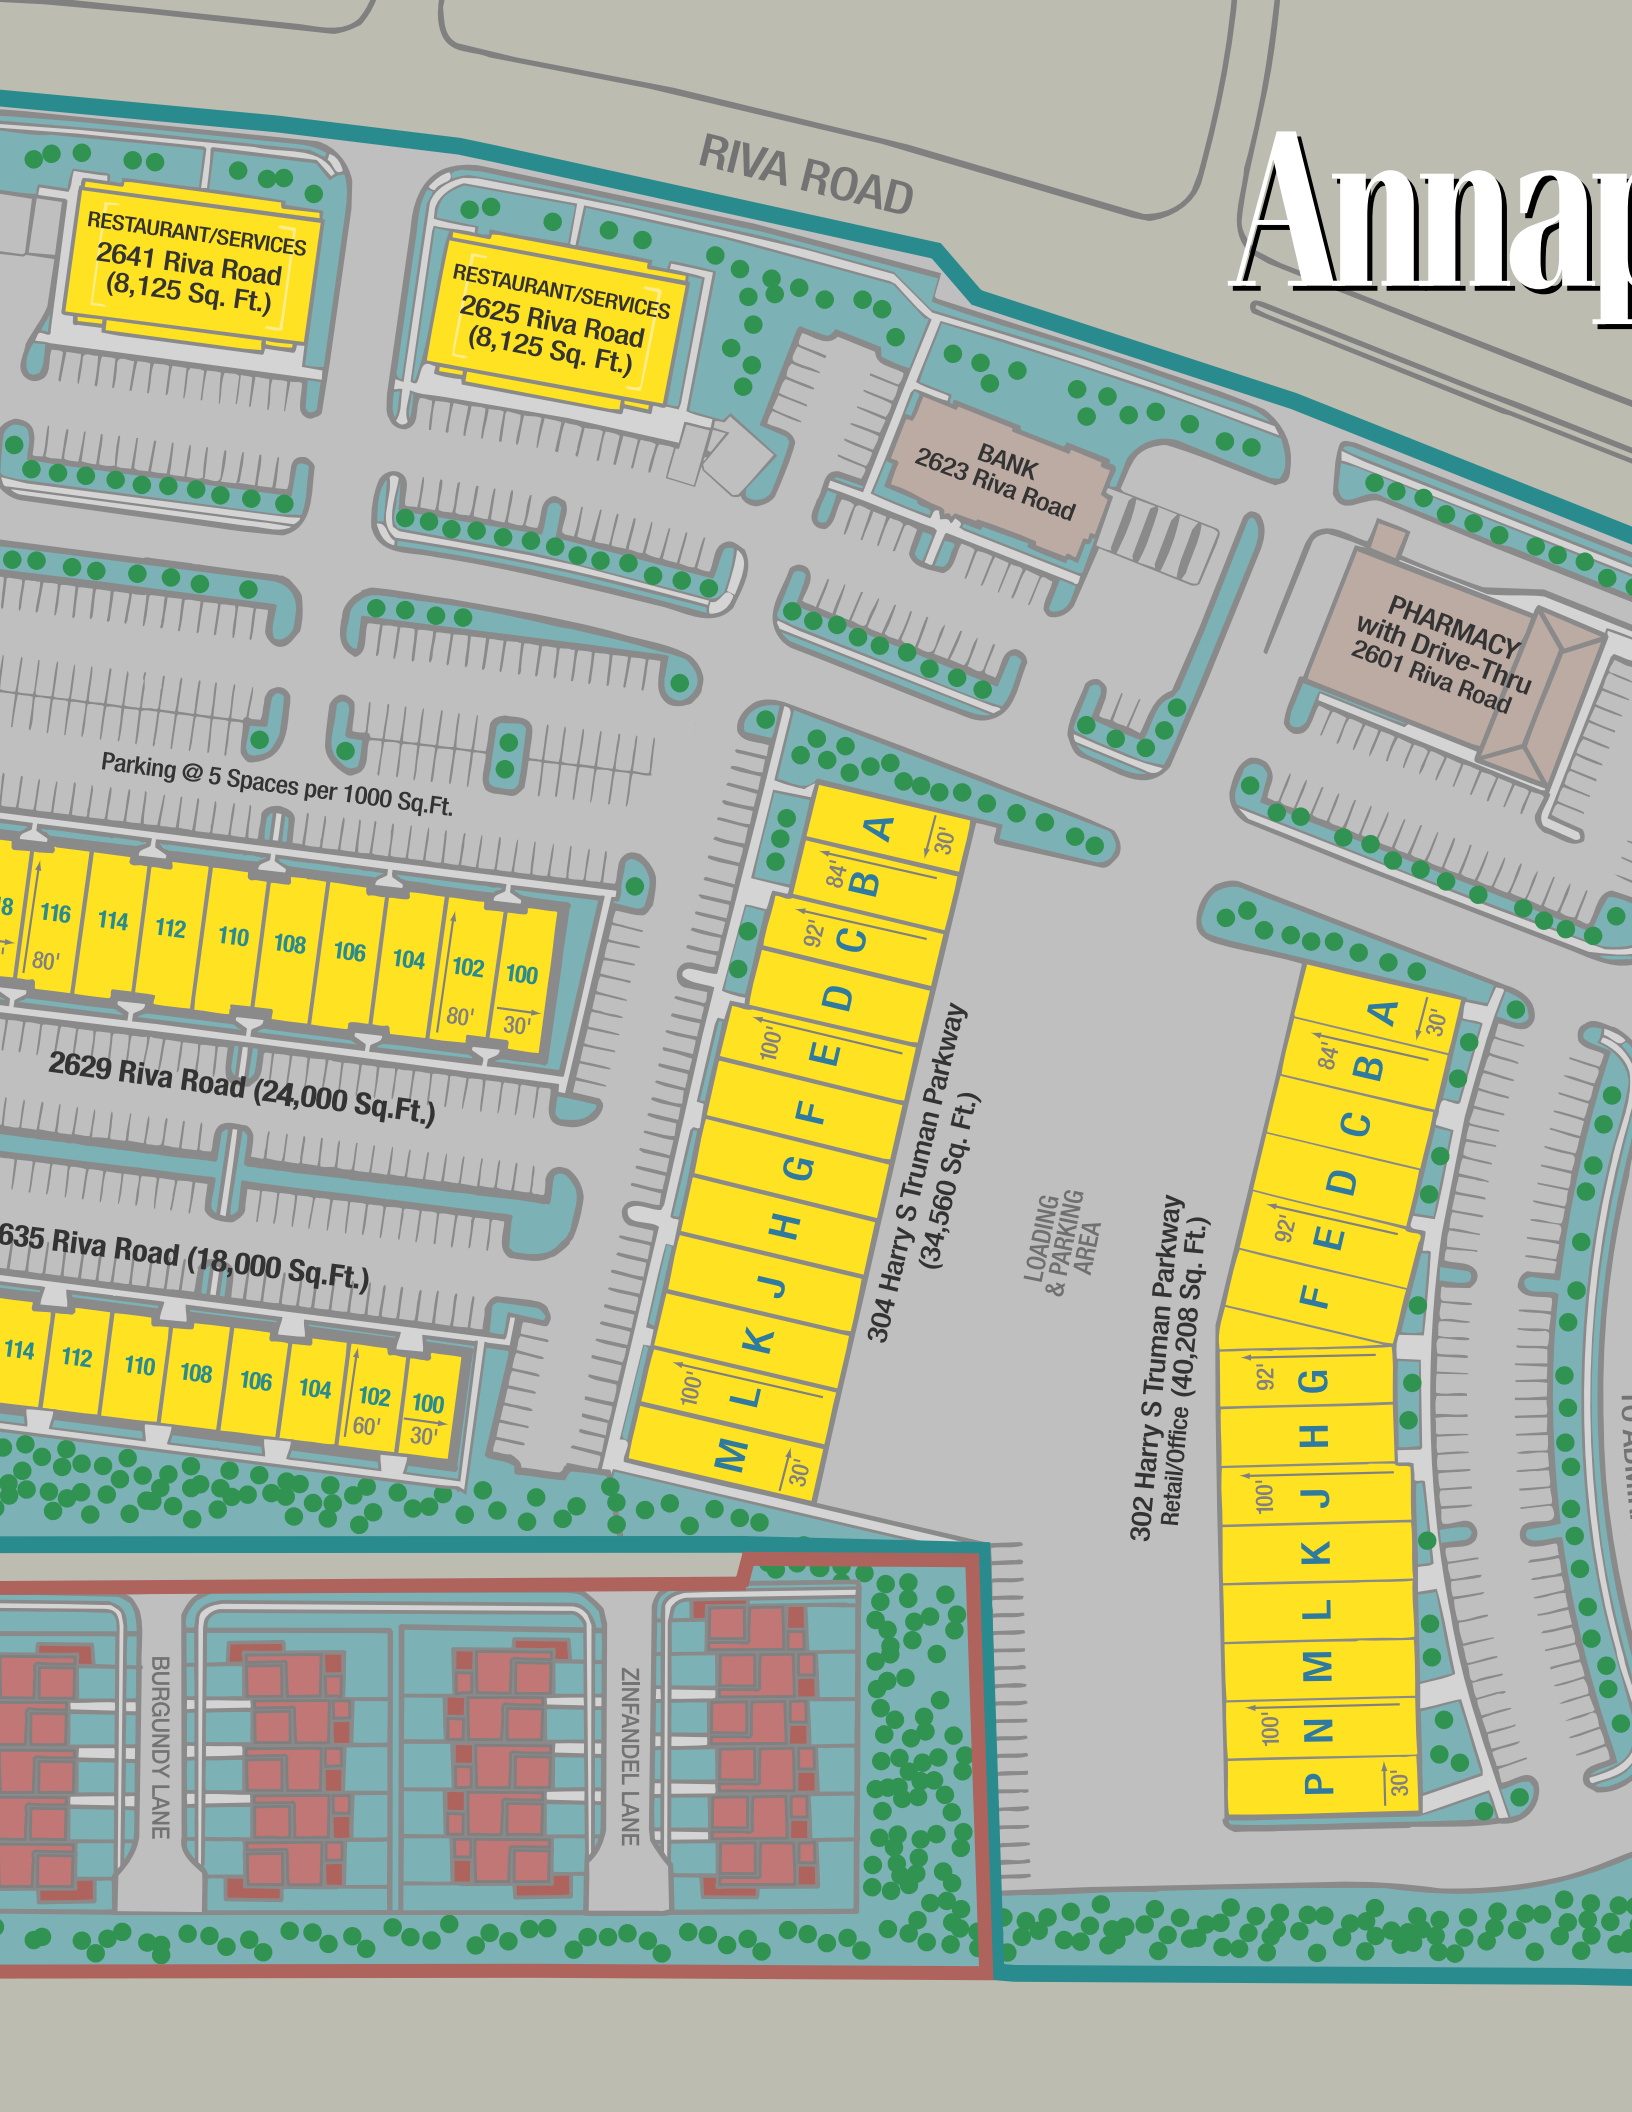 RIVA ROAD
Annap
RESTAURANT/SERVICES
2641 Riva Road
(8,125 Sq. Ft.)
RESTAURANT/SERVICES
2625 Riva Road
(8,125 Sq. Ft.)
BANK
2623 Riva Road
PHARMACY
with Drive-Thru
2601 Riva Road
Parking @ 5 Spaces per 1000 Sq.Ft.
8
116
114
112
110
108
106
104
102
100
80'
80'
30'
2629 Riva Road (24,000 Sq.Ft.)
635 Riva Road (18,000 Sq.Ft.)
114
112
110
108
106
104
102
100
60'
30'
A
30'
84'
B
92'
C
D
100'
E
F
G
H
J
K
100'
L
M
30'
304 Harry S Truman Parkway
(34,560 Sq. Ft.)
LOADING
& PARKING
AREA
302 Harry S Truman Parkway
Retail/Office (40,208 Sq. Ft.)
A
30'
84'
B
C
D
92'
E
F
92'
G
H
100'
J
K
L
M
100'
N
P
30'
BURGUNDY LANE
ZINFANDEL LANE